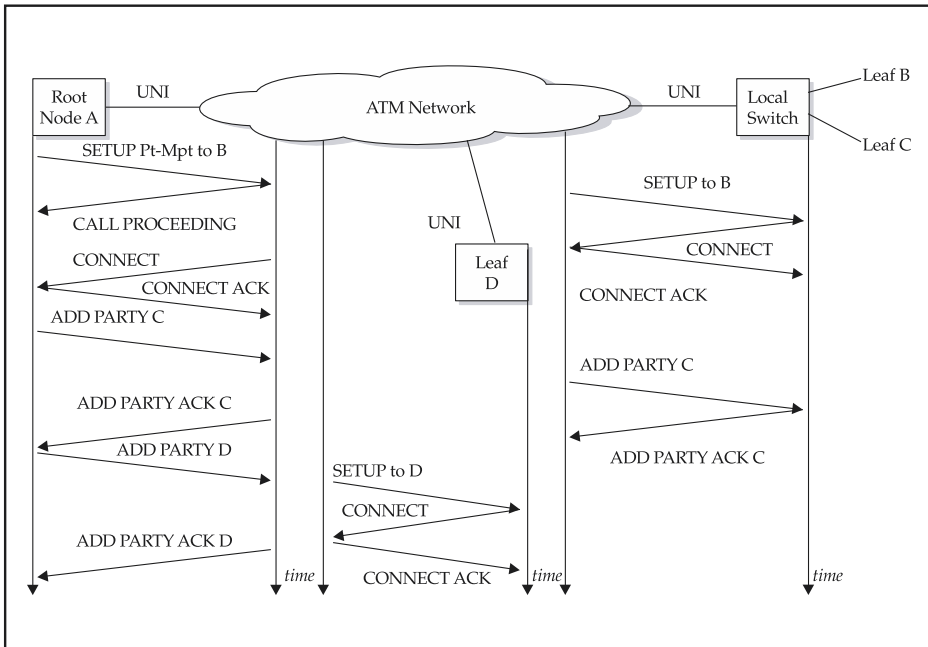 Root
Node A
UNI
ATM Network
UNI
Local
Switch
Leaf B
Leaf C
SETUP Pt-Mpt to B
CALL PROCEEDING
CONNECT
CONNECT ACK
ADD PARTY C
ADD PARTY ACK C
ADD PARTY D
ADD PARTY ACK D
time
UNI
Leaf
D
SETUP to D
CONNECT
CONNECT ACK
time
SETUP to B
CONNECT
CONNECT ACK
ADD PARTY C
ADD PARTY ACK C
time